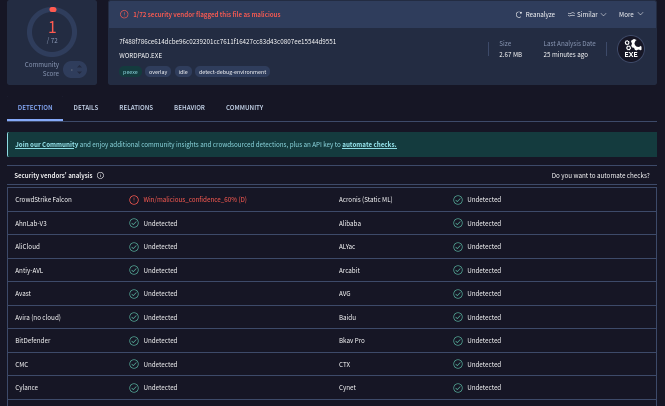 1/72 security vendor flagged this file as malicious
Reanalyze
Similar
More
1
/ 72
Community
Score
WORDPAD.EXE
Size
2.67 MB
Last Analysis Date
25 minutes ago
EXE
peexe overlay idle detect-debug-environment
DETECTION DETAILS RELATIONS BEHAVIOR COMMUNITY
Join our Community and enjoy additional community insights and crowdsourced detections, plus an API key to automate checks.
Security vendors' analysis
Do you want to automate checks?
CrowdStrike Falcon Win/malicious_confidence_60% (D) Acronis (Static ML) Undetected
AhnLab-V3 Undetected Alibaba Undetected
AliCloud Undetected ALYac Undetected
Antiy-AVL Undetected Arcabit Undetected
Avast Undetected AVG Undetected
Avira (no cloud) Undetected Baidu Undetected
BitDefender Undetected Bkav Pro Undetected
CMC Undetected CTX Undetected
Cylance Undetected Cynet Undetected